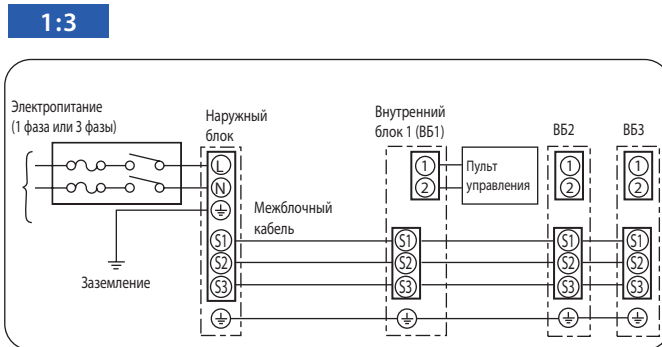 1:3
Электропитание
(1 фаза или 3 фазы)
Наружный
блок
Внутренний
блок 1 (ВБ1)
ВБ2
ВБ3
L
N
1
2
Пульт
управления
1
2
1
2
Межблочный
кабель
Заземление
S1
S2
S3
S1
S2
S3
S1
S2
S3
S1
S2
S3